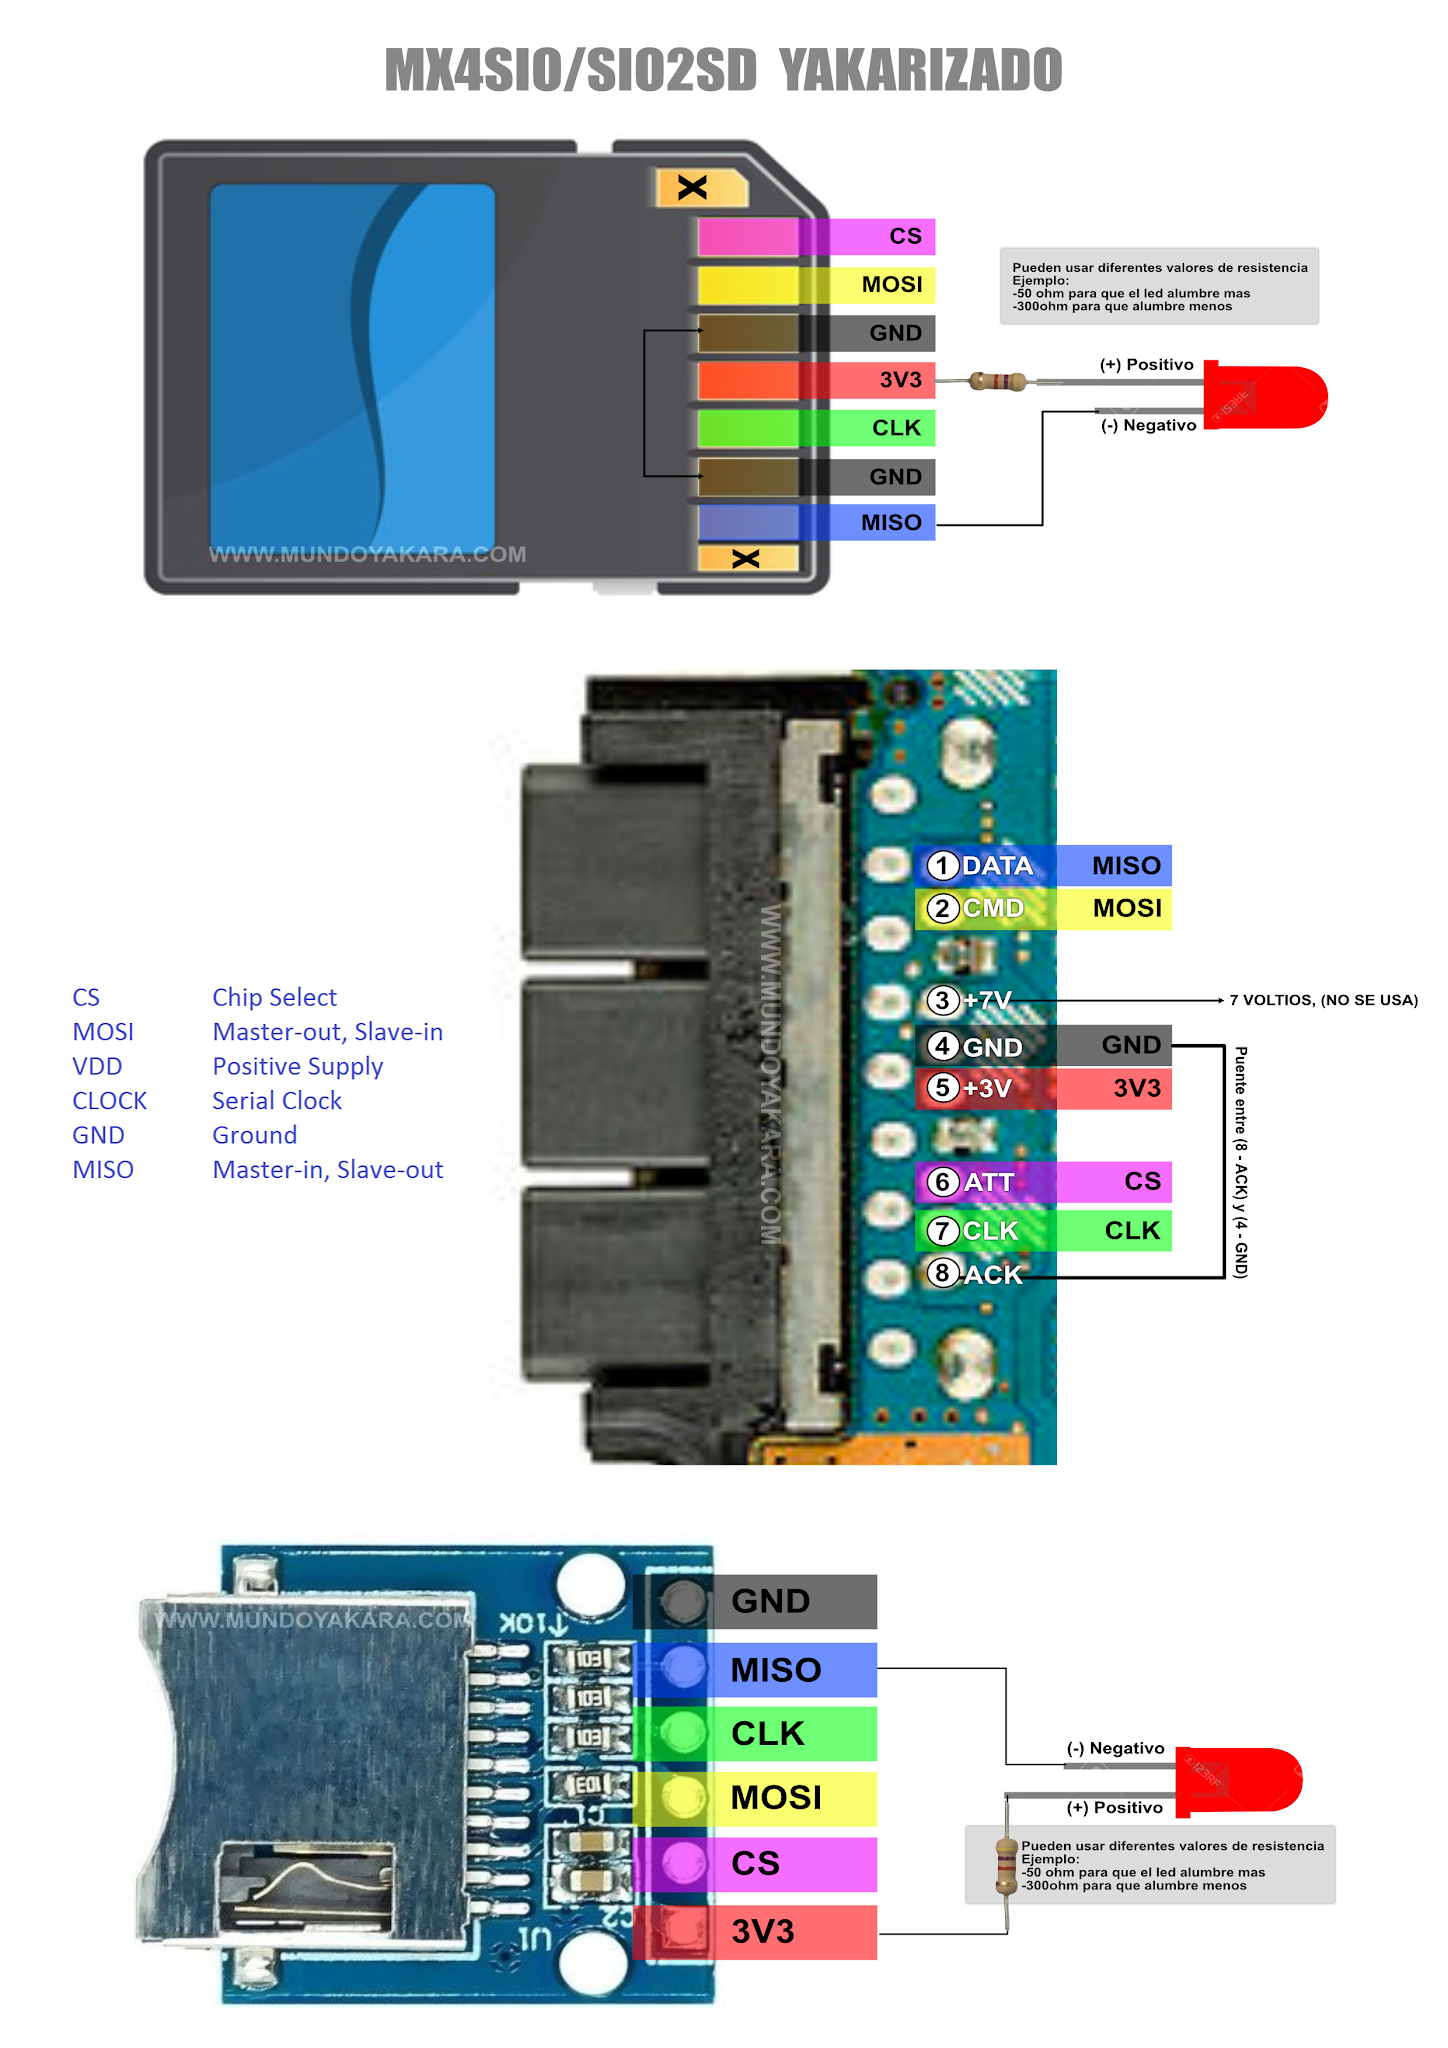 MX4SIO/SIO2SD YAKARIZADO
X
CS
MOSI
GND
3V3
CLK
GND
MISO
X
WWW.MUNDOYAKARA.COM
Pueden usar diferentes valores de resistencia
Ejemplo:
-50 ohm para que el led alumbre mas
-300ohm para que alumbre menos
(+) Positivo
(-) Negativo
CS Chip Select
MOSI Master-out, Slave-in
VDD Positive Supply
CLOCK Serial Clock
GND Ground
MISO Master-in, Slave-out
WWW.MUNDOYAKARA.COM
1 DATA MISO
2 CMD MOSI
3 +7V 7 VOLTIOS, (NO SE USA)
4 GND GND
5 +3V 3V3
6 ATT CS
7 CLK CLK
8 ACK
Puente entre (8 - ACK) y (4 - GND)
WWW.MUNDOYAKARA.COM
10K
103
103
103
103
C1
C2
U1
GND
MISO
CLK
MOSI
CS
3V3
(-) Negativo
123RF
(+) Positivo
Pueden usar diferentes valores de resistencia
Ejemplo:
-50 ohm para que el led alumbre mas
-300ohm para que alumbre menos